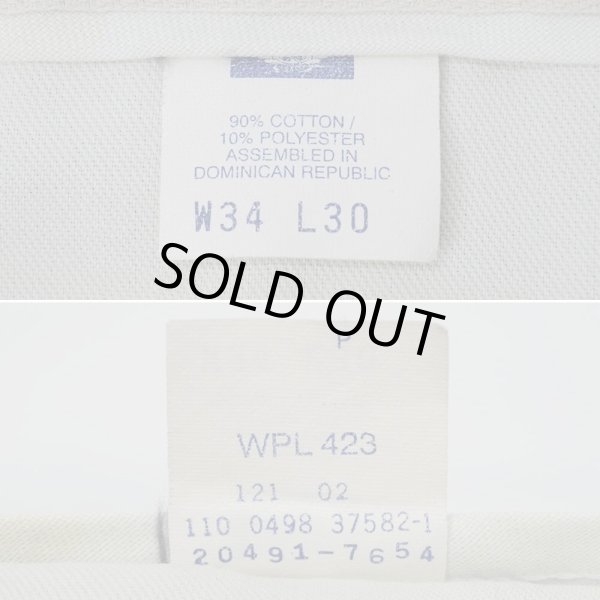 90% COTTON /
10% POLYESTER
ASSEMBLED IN
DOMINICAN REPUBLIC
W34 L30
SOLD OUT
P
WPL 423
121 02
110 0498 37582-1
20491-7654